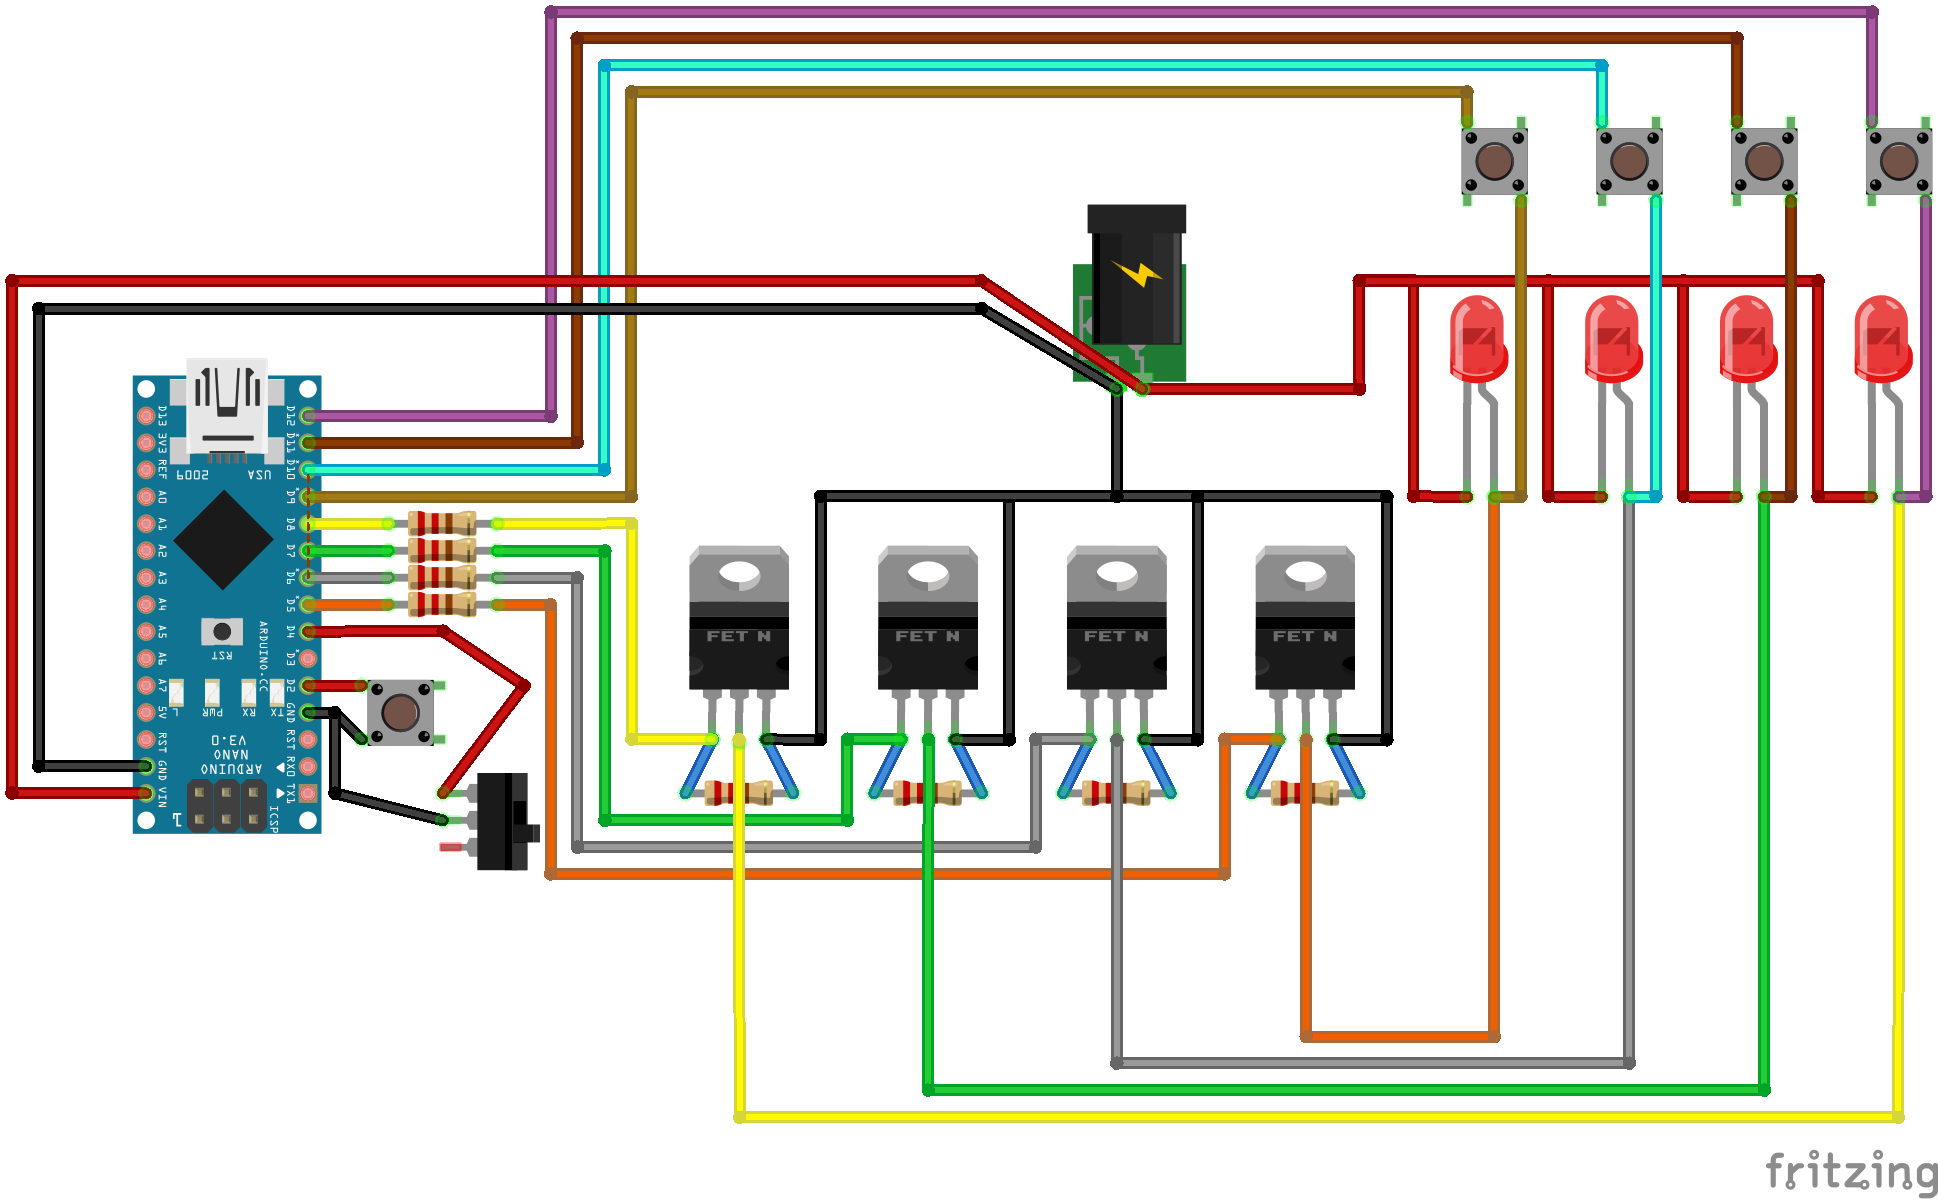 D13
3V3
REF
A0
A1
A2
A3
A4
A5
A6
A7
5V
RST
GND
VIN
D12
D11
D10
D9
D8
D7
D6
D5
D4
D3
D2
GND
RST
RX0
TX1
9005
USA
RST
ARDUINO.CC
L
PWR
RX
TX
ARDUINO
NANO
V3.0
1
ICSP
FET N
FET N
FET N
FET N
fritzing